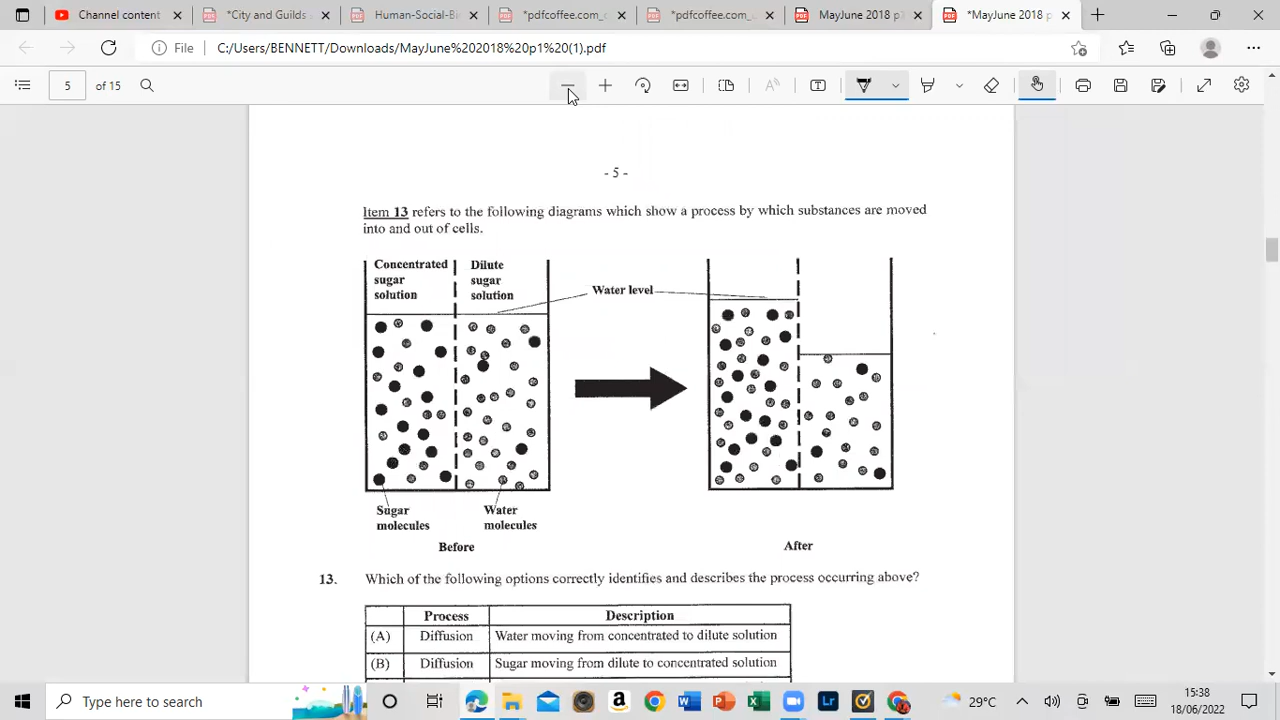 Channel content
*City and Guilds
Human-Social-Bio
*pdfcoffee.com_c
*pdfcoffee.com_c
MayJune 2018 p
*MayJune 2018 p
File
C:/Users/BENNETT/Downloads/MayJune%202018%20p1%20(1).pdf
5
of 15
- 5 -
Item 13 refers to the following diagrams which show a process by which substances are moved
into and out of cells.
Concentrated
sugar
solution
Dilute
sugar
solution
Water level
Sugar
molecules
Water
molecules
Before
After
13. Which of the following options correctly identifies and describes the process occurring above?
Process Description
(A) Diffusion Water moving from concentrated to dilute solution
(B) Diffusion Sugar moving from dilute to concentrated solution
Type here to search
29°C
15:38
18/06/2022